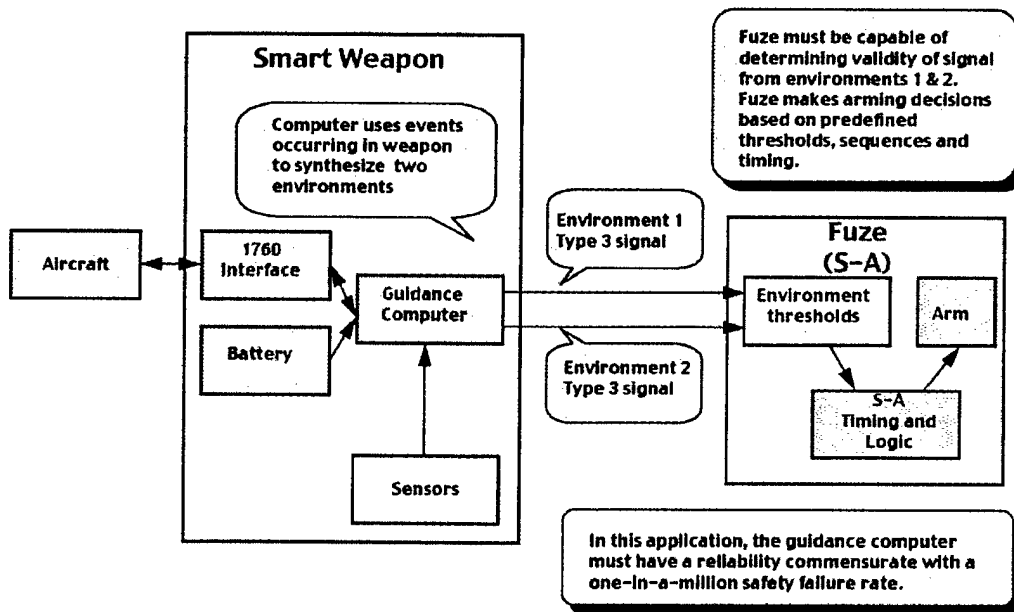 Smart Weapon
Computer uses events
occurring in weapon
to synthesize two
environments
Aircraft
1760
Interface
Battery
Guidance
Computer
Sensors
Environment 1
Type 3 signal
Environment 2
Type 3 signal
Fuze must be capable of
determining validity of signal
from environments 1 & 2.
Fuze makes arming decisions
based on predefined
thresholds, sequences and
timing.
Fuze
(S-A)
Environment
thresholds
Arm
S-A
Timing and
Logic
In this application, the guidance computer
must have a reliability commensurate with a
one-in-a-million safety failure rate.